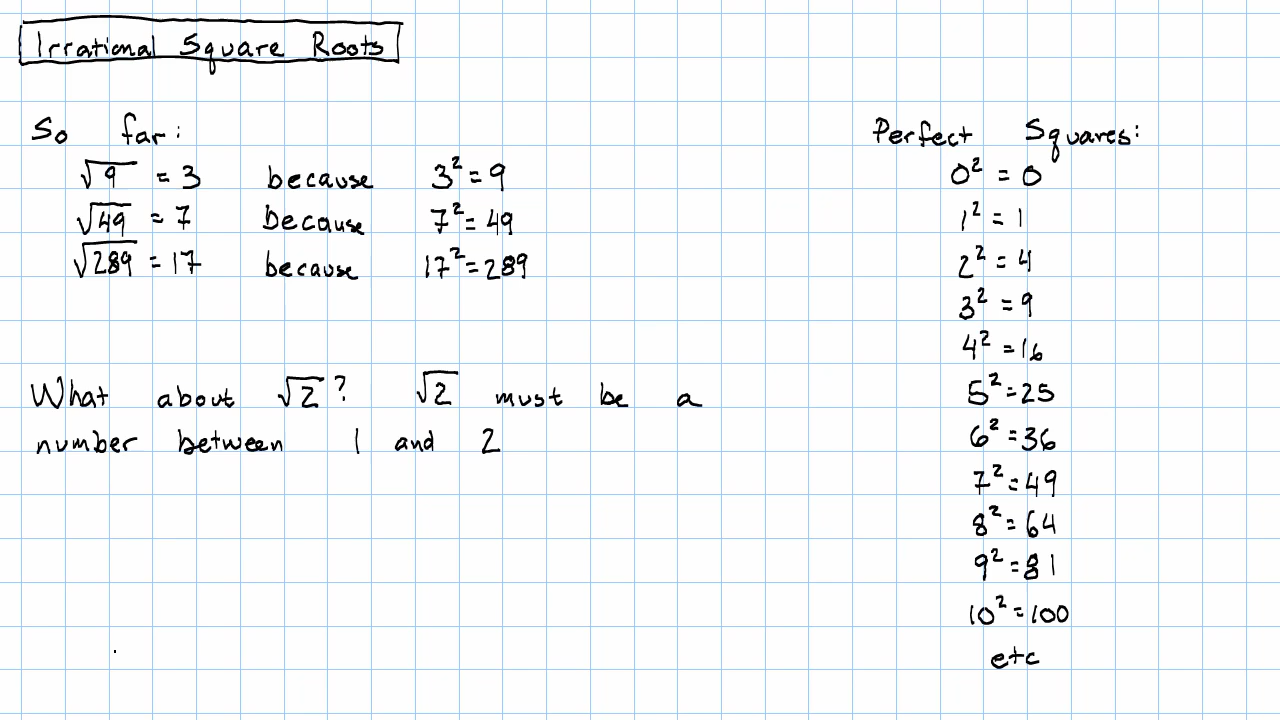 Irrational Square Roots
So far:
√9 = 3 because 3² = 9
√49 = 7 because 7² = 49
√289 = 17 because 17² = 289
What about √2? √2 must be a
number between 1 and 2
Perfect Squares:
0² = 0
1² = 1
2² = 4
3² = 9
4² = 16
5² = 25
6² = 36
7² = 49
8² = 64
9² = 81
10² = 100
etc